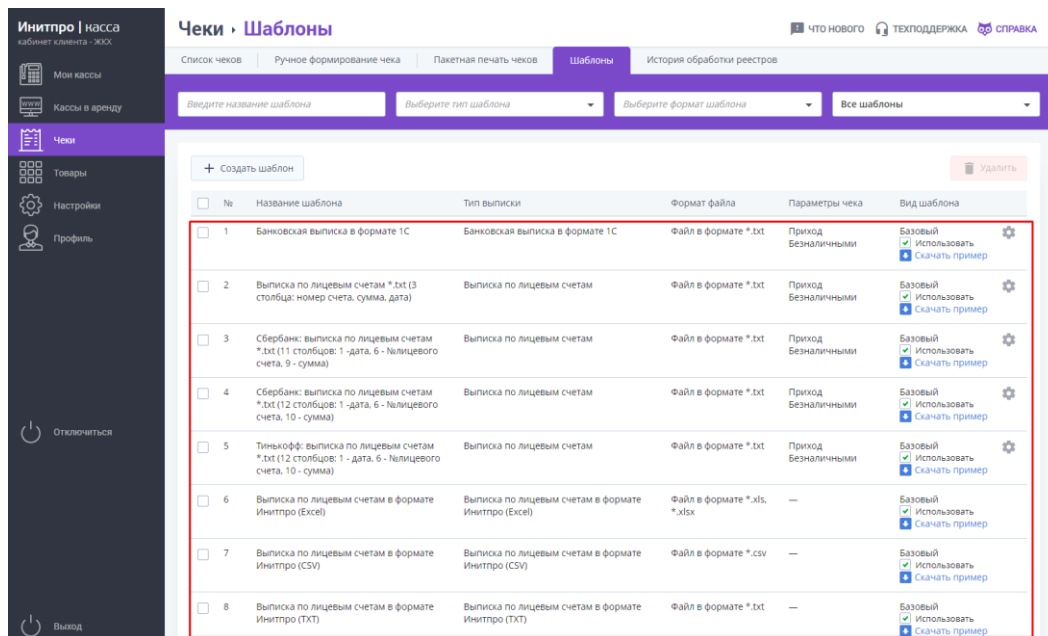 Инитпро | касса
кабинет клиента - ЖКХ
Мои кассы
Кассы в аренду
Чеки
Товары
Настройки
Профиль
Отключиться
Выход
Чеки › Шаблоны
ЧТО НОВОГО
ТЕХПОДДЕРЖКА
СПРАВКА
Список чеков
Ручное формирование чека
Пакетная печать чеков
Шаблоны
История обработки реестров
Введите название шаблона
Выберите тип шаблона
Выберите формат шаблона
Все шаблоны
+ Создать шаблон
Удалить
№ Название шаблона Тип выписки Формат файла Параметры чека Вид шаблона
1 Банковская выписка в формате 1С Банковская выписка в формате 1С Файл в формате *.txt Приход Базовый
Безналичными Использовать
Скачать пример
2 Выписка по лицевым счетам *.txt (3 Выписка по лицевым счетам Файл в формате *.txt Приход Базовый
столбца: номер счета, сумма, дата) Безналичными Использовать
Скачать пример
3 Сбербанк: выписка по лицевым счетам Выписка по лицевым счетам Файл в формате *.txt Приход Базовый
*.txt (11 столбцов: 1 -дата, 6 - №лицевого Безналичными Использовать
счета, 9 - сумма) Скачать пример
4 Сбербанк: выписка по лицевым счетам Выписка по лицевым счетам Файл в формате *.txt Приход Базовый
*.txt (12 столбцов: 1 -дата, 6 - №лицевого Безналичными Использовать
счета, 10 - сумма) Скачать пример
5 Тинькофф: выписка по лицевым счетам Выписка по лицевым счетам Файл в формате *.txt Приход Базовый
*.txt (12 столбцов: 1 - дата, 6 - №лицевого Безналичными Использовать
счета, 10 - сумма) Скачать пример
6 Выписка по лицевым счетам в формате Выписка по лицевым счетам в формате Файл в формате *.xls, — Базовый
Инитпро (Excel) Инитпро (Excel) *.xlsx Использовать
Скачать пример
7 Выписка по лицевым счетам в формате Выписка по лицевым счетам в формате Файл в формате *.csv — Базовый
Инитпро (CSV) Инитпро (CSV) Использовать
Скачать пример
8 Выписка по лицевым счетам в формате Выписка по лицевым счетам в формате Файл в формате *.txt — Базовый
Инитпро (TXT) Инитпро (TXT) Использовать
Скачать пример